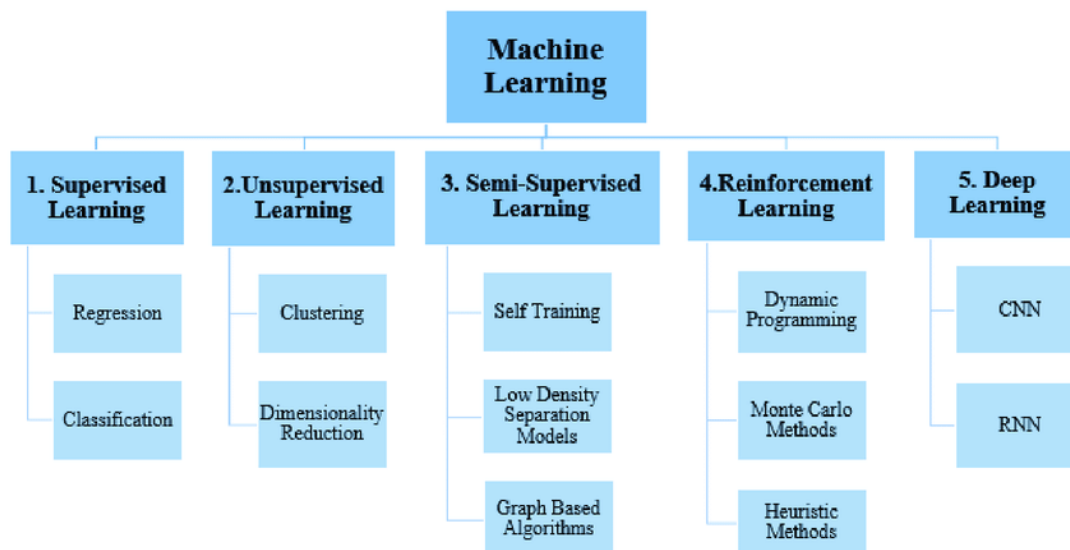 Machine
Learning
1. Supervised
Learning
2.Unsupervised
Learning
3. Semi-Supervised
Learning
4.Reinforcement
Learning
5. Deep
Learning
Regression
Classification
Clustering
Dimensionality
Reduction
Self Training
Low Density
Separation
Models
Graph Based
Algorithms
Dynamic
Programming
Monte Carlo
Methods
Heuristic
Methods
CNN
RNN